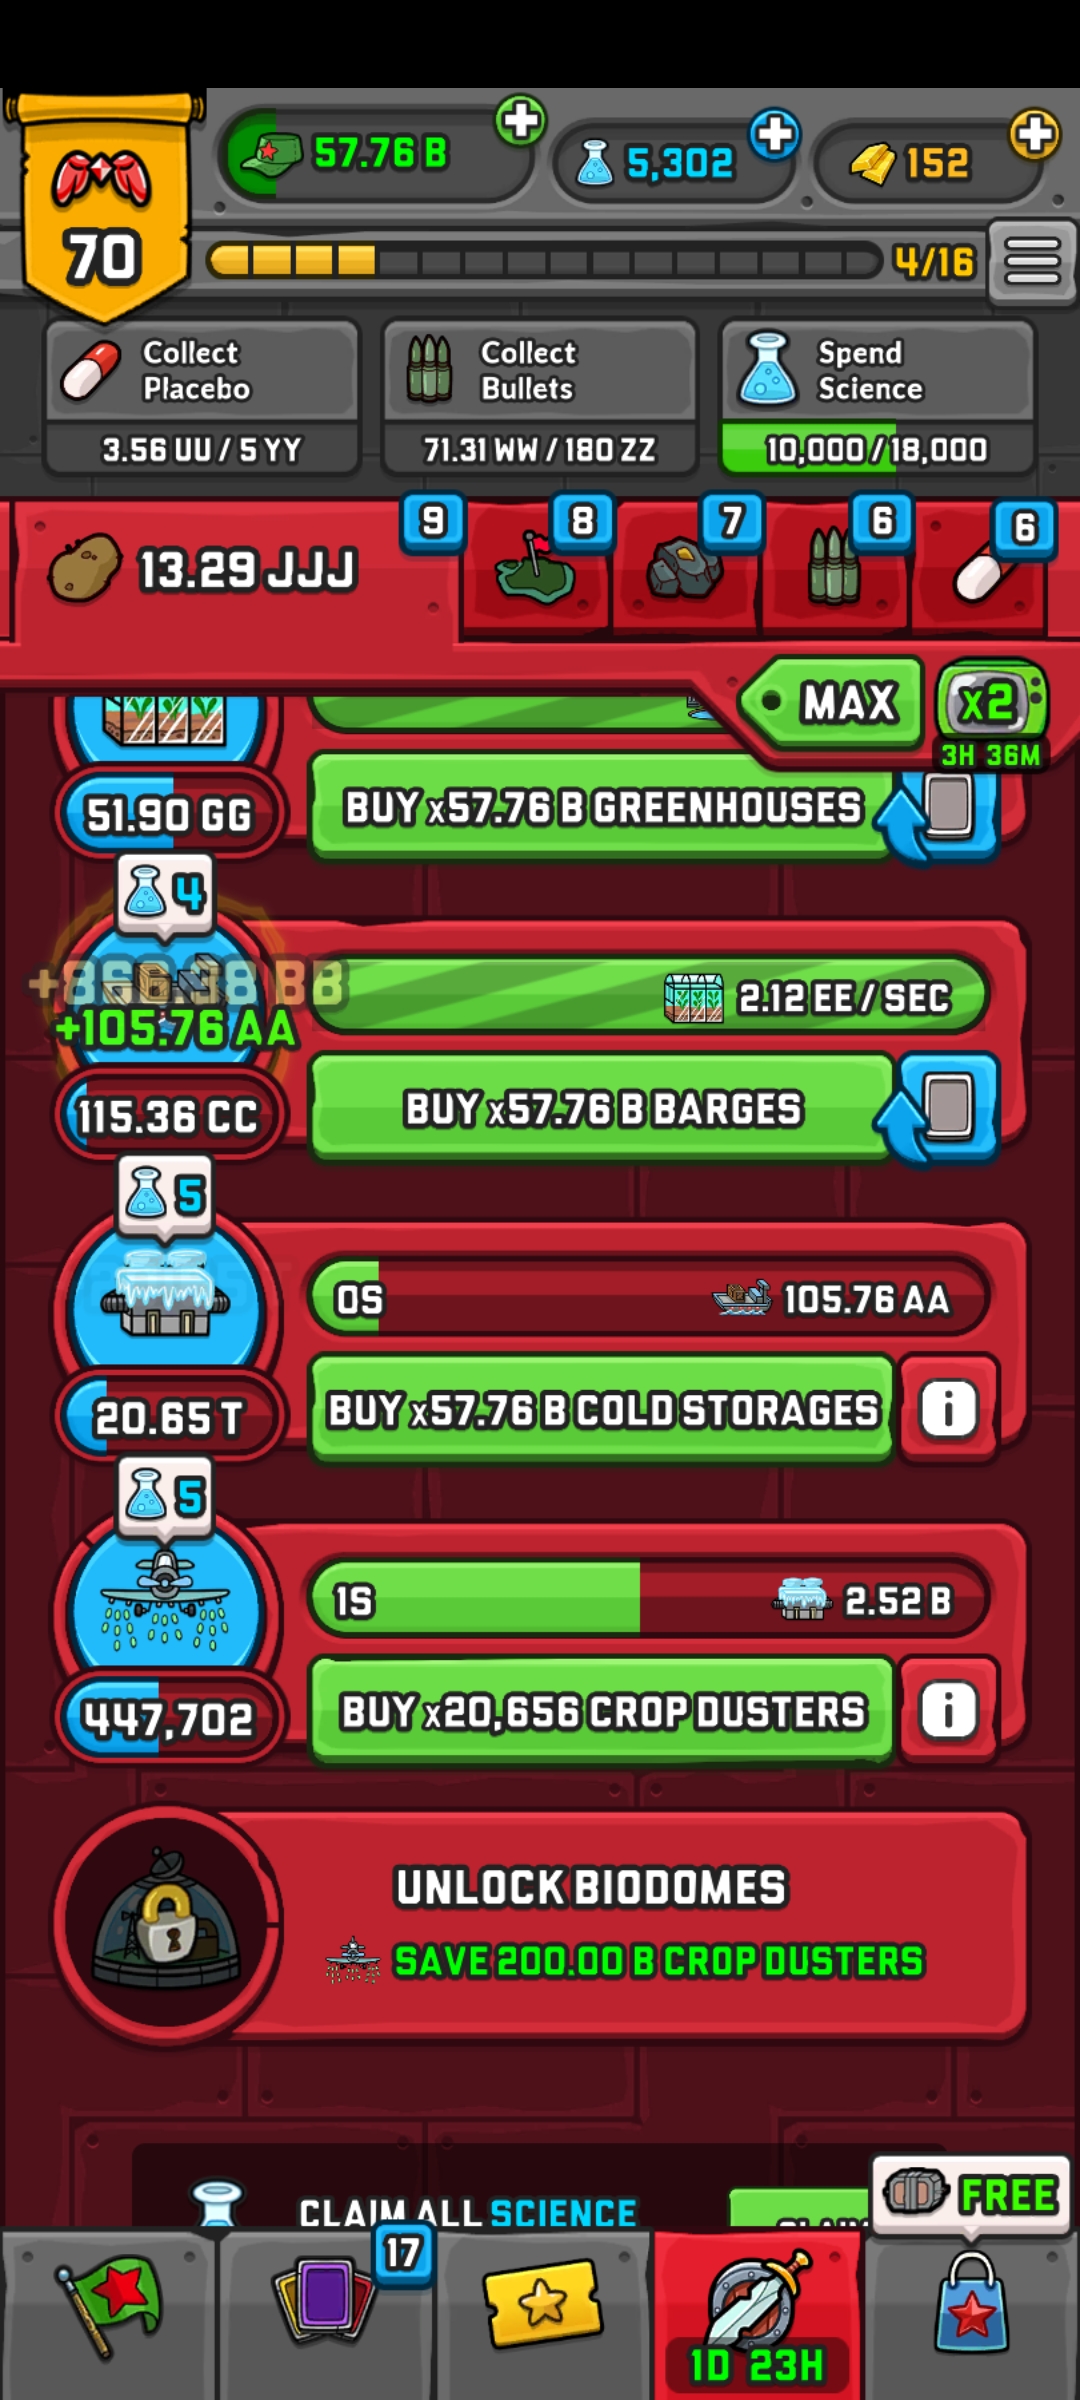 57.76 B
5,302
152
70
4/16
Collect
Placebo
3.56 UU / 5 YY
Collect
Bullets
71.31 WW / 180 ZZ
Spend
Science
10,000 / 18,000
13.29 JJJ
9
8
7
6
6
MAX
x2
3H 36M
51.90 GG
BUY x57.76 B GREENHOUSES
4
+105.76 AA
2.12 EE / SEC
115.36 CC
BUY x57.76 B BARGES
5
0S
105.76 AA
20.65 T
BUY x57.76 B COLD STORAGES
i
5
1S
2.52 B
447,702
BUY x20,656 CROP DUSTERS
i
UNLOCK BIODOMES
SAVE 200.00 B CROP DUSTERS
CLAIM ALL SCIENCE
FREE
17
1D 23H